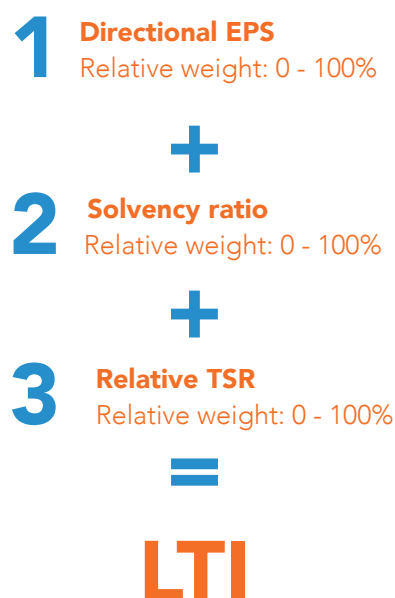 1 Directional EPS
Relative weight: 0 - 100%
+
2 Solvency ratio
Relative weight: 0 - 100%
+
3 Relative TSR
Relative weight: 0 - 100%
=
LTI